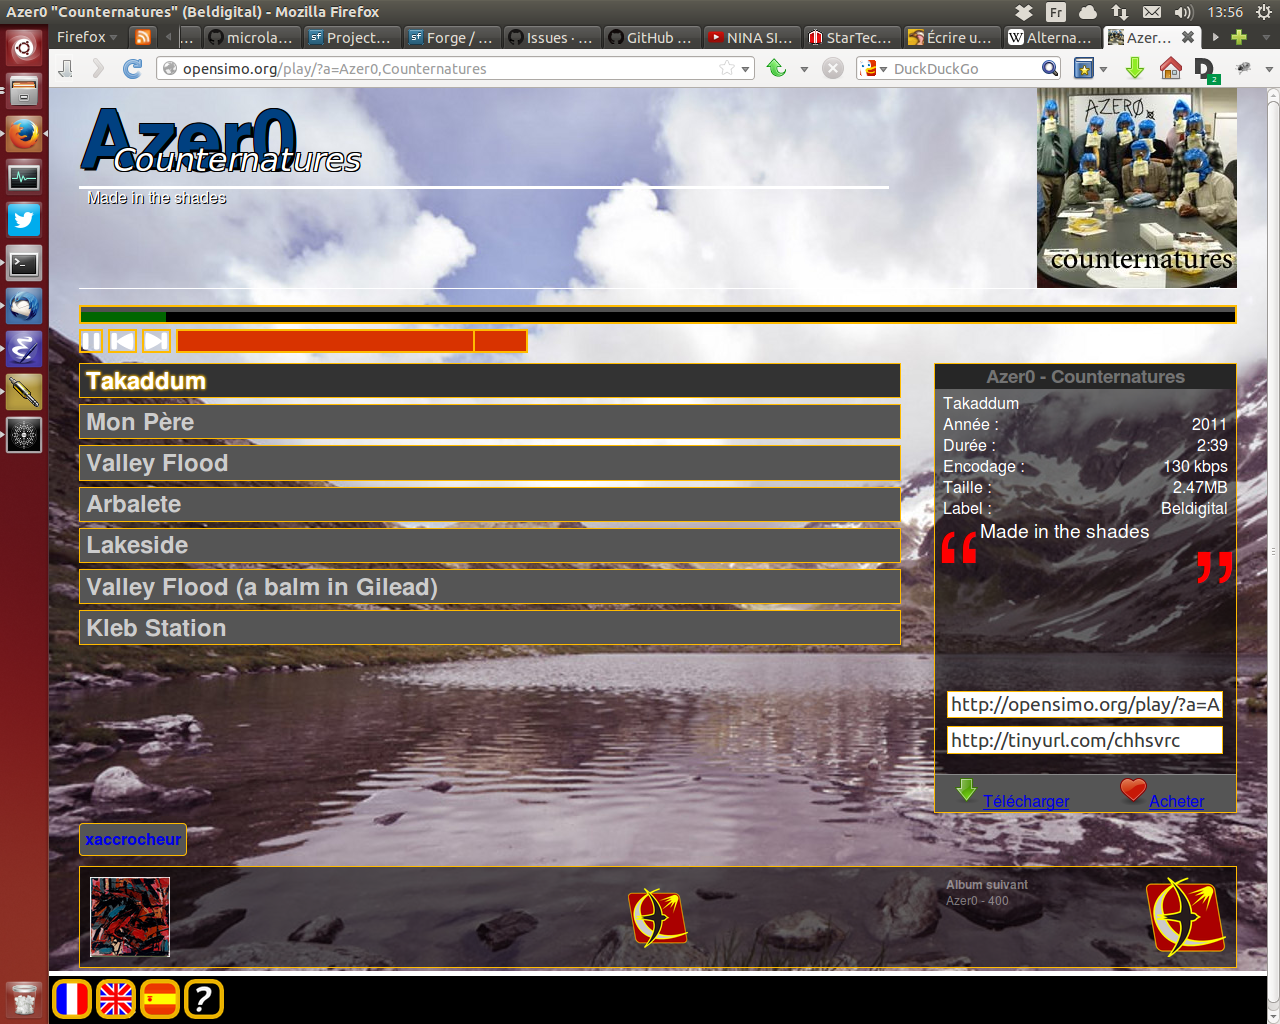 Azer0 "Counternatures" (Beldigital) - Mozilla Firefox
Fr
13:56
Firefox
...
microla...
Project...
Forge / ...
Issues · ...
GitHub ...
NINA SI...
StarTec...
Écrire u...
Alterna...
Azer...
opensimo.org/play/?a=Azer0,Counternatures
DuckDuckGo
2
Azer0
Counternatures
Made in the shades
AZERØ
counternatures
Takaddum
Mon Père
Valley Flood
Arbalete
Lakeside
Valley Flood (a balm in Gilead)
Kleb Station
Azer0 - Counternatures
Takaddum
Année : 2011
Durée : 2:39
Encodage : 130 kbps
Taille : 2.47MB
Label : Beldigital
“ Made in the shades ”
http://opensimo.org/play/?a=A
http://tinyurl.com/chhsvrc
Télécharger
Acheter
xaccrocheur
Album suivant
Azer0 - 400
?